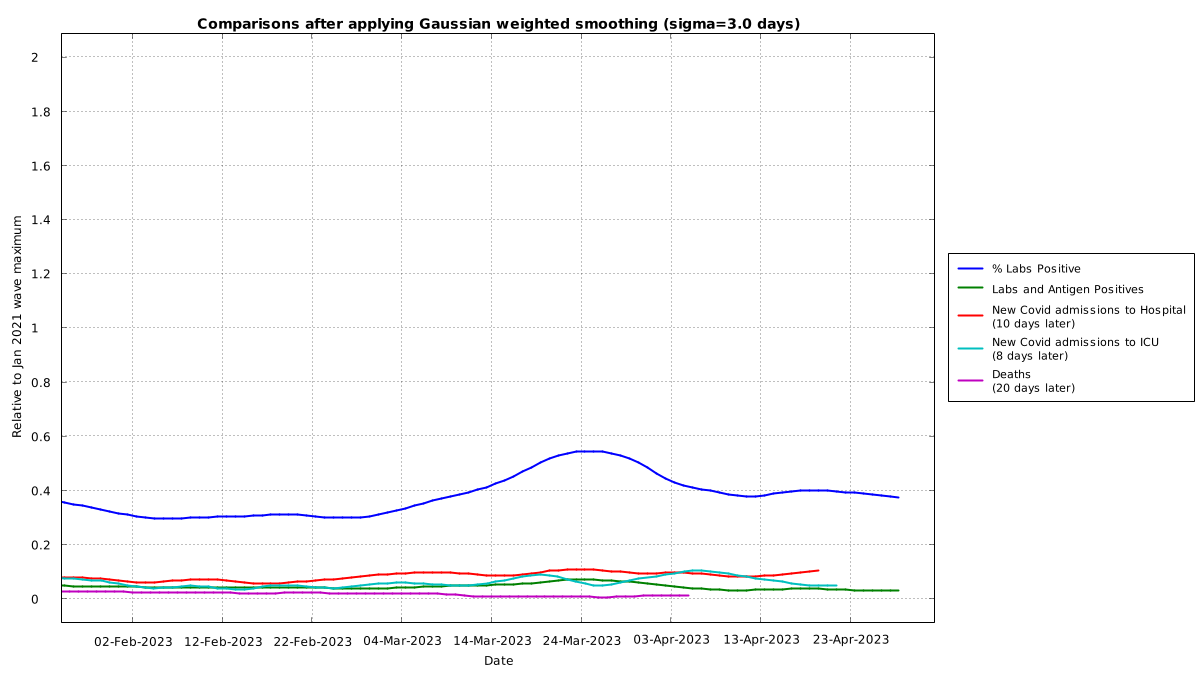 Comparisons after applying Gaussian weighted smoothing (sigma=3.0 days)
Relative to Jan 2021 wave maximum
2
1.8
1.6
1.4
1.2
1
0.8
0.6
0.4
0.2
0
02-Feb-2023 12-Feb-2023 22-Feb-2023 04-Mar-2023 14-Mar-2023 24-Mar-2023 03-Apr-2023 13-Apr-2023 23-Apr-2023
Date
% Labs Positive
Labs and Antigen Positives
New Covid admissions to Hospital
(10 days later)
New Covid admissions to ICU
(8 days later)
Deaths
(20 days later)